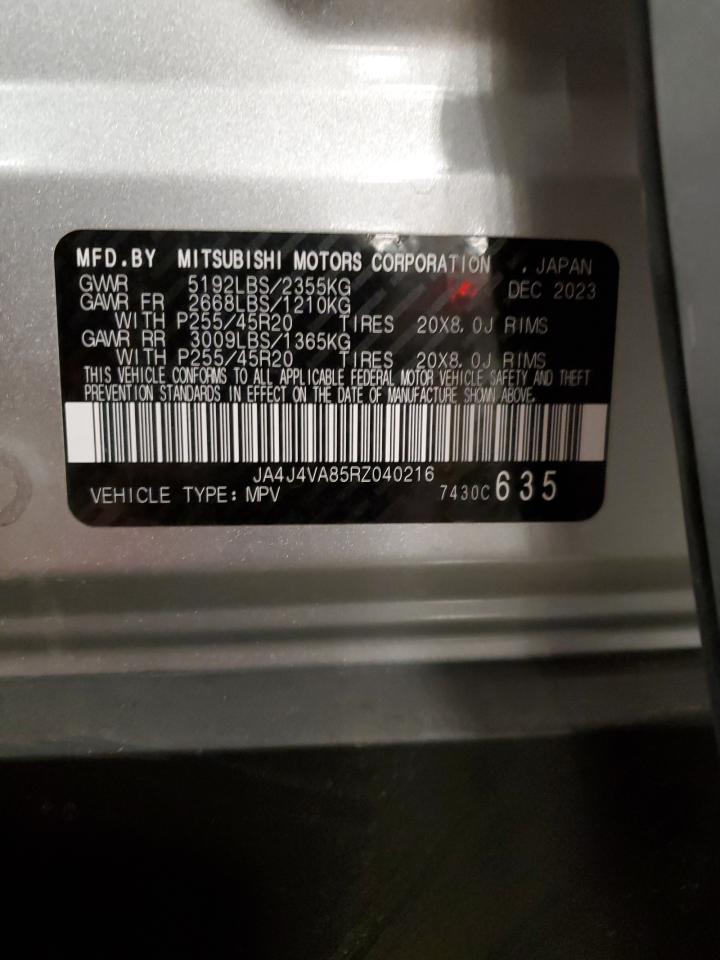 MFD.BY MITSUBISHI MOTORS CORPORATION , JAPAN
GVWR 5192LBS/2355KG DEC 2023
GAWR FR 2668LBS/1210KG
WITH P255/45R20 TIRES 20X8.0J RIMS
GAWR RR 3009LBS/1365KG
WITH P255/45R20 TIRES 20X8.0J RIMS
THIS VEHICLE CONFORMS TO ALL APPLICABLE FEDERAL MOTOR VEHICLE SAFETY AND THEFT
PREVENTION STANDARDS IN EFFECT ON THE DATE OF MANUFACTURE SHOWN ABOVE.
JA4J4VA85RZ040216
VEHICLE TYPE: MPV 7430C 635